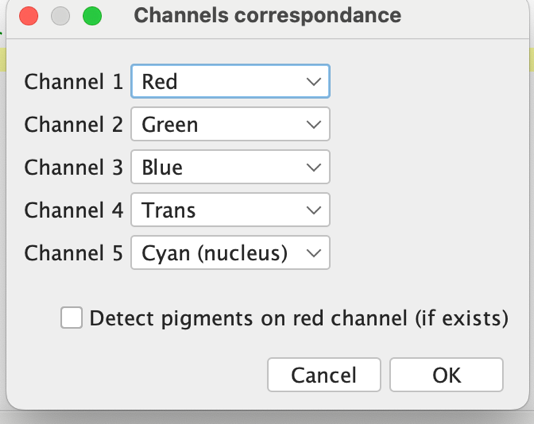 Channels correspondance
Channel 1 Red
Channel 2 Green
Channel 3 Blue
Channel 4 Trans
Channel 5 Cyan (nucleus)
Detect pigments on red channel (if exists)
Cancel OK